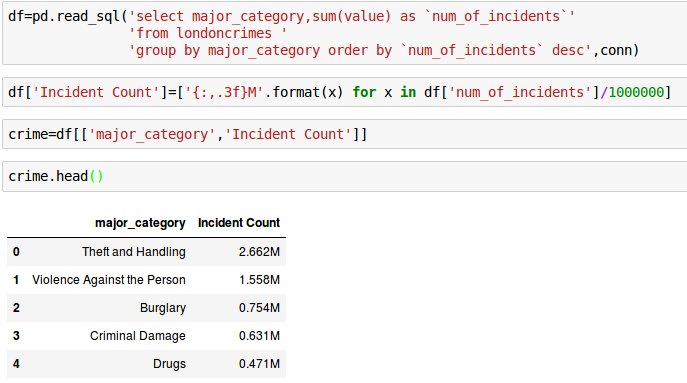 df=pd.read_sql('select major_category,sum(value) as `num_of_incidents`'
'from londoncrimes '
'group by major_category order by `num_of_incidents` desc',conn)
df['Incident Count']=['{:,.3f}M'.format(x) for x in df['num_of_incidents']/1000000]
crime=df[['major_category','Incident Count']]
crime.head()
major_category Incident Count
0 Theft and Handling 2.662M
1 Violence Against the Person 1.558M
2 Burglary 0.754M
3 Criminal Damage 0.631M
4 Drugs 0.471M